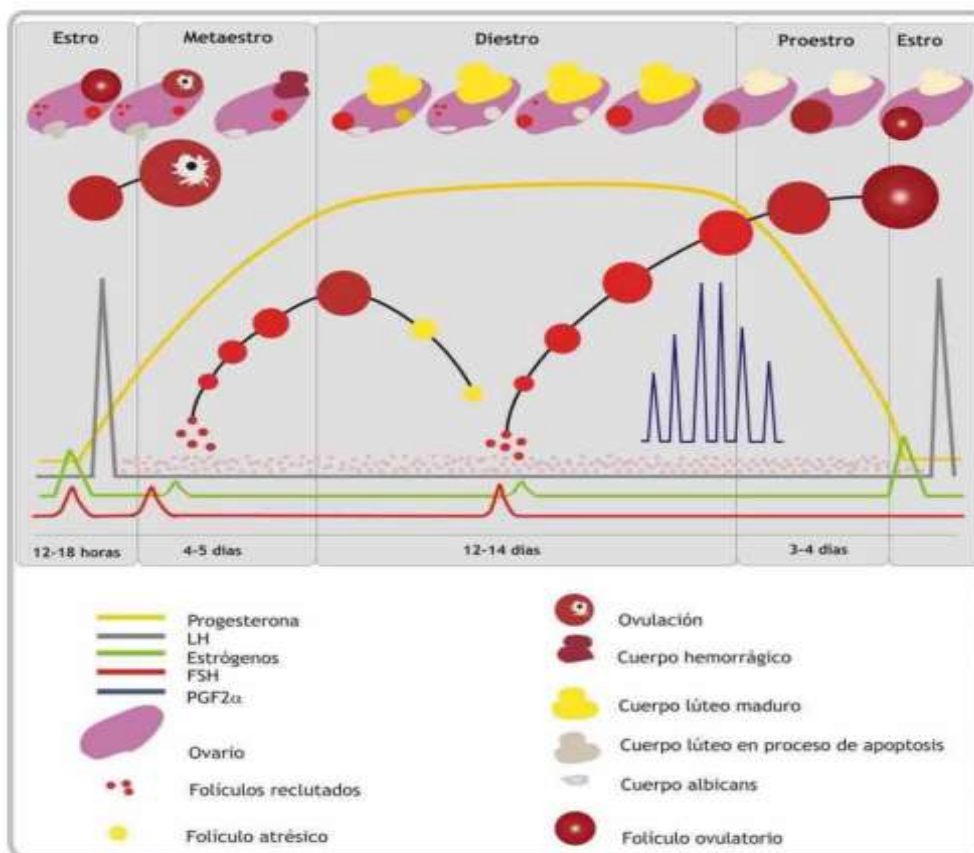 Estro Metaestro Diestro Proestro Estro
12-18 horas 4-5 dias 12-14 dias 3-4 dias
Progesterona
LH
Estrógenos
FSH
PGF2α
Ovario
Folículos reclutados
Folículo atrésico
Ovulación
Cuerpo hemorrágico
Cuerpo lúteo maduro
Cuerpo lúteo en proceso de apoptosis
Cuerpo albicans
Folículo ovulatorio